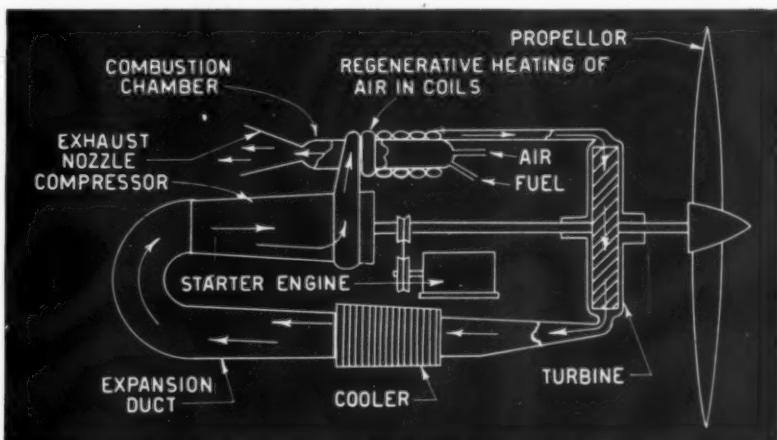 PROPELLOR
COMBUSTION
CHAMBER
REGENERATIVE HEATING OF
AIR IN COILS
EXHAUST
NOZZLE
COMPRESSOR
AIR
FUEL
STARTER ENGINE
EXPANSION
DUCT
COOLER
TURBINE